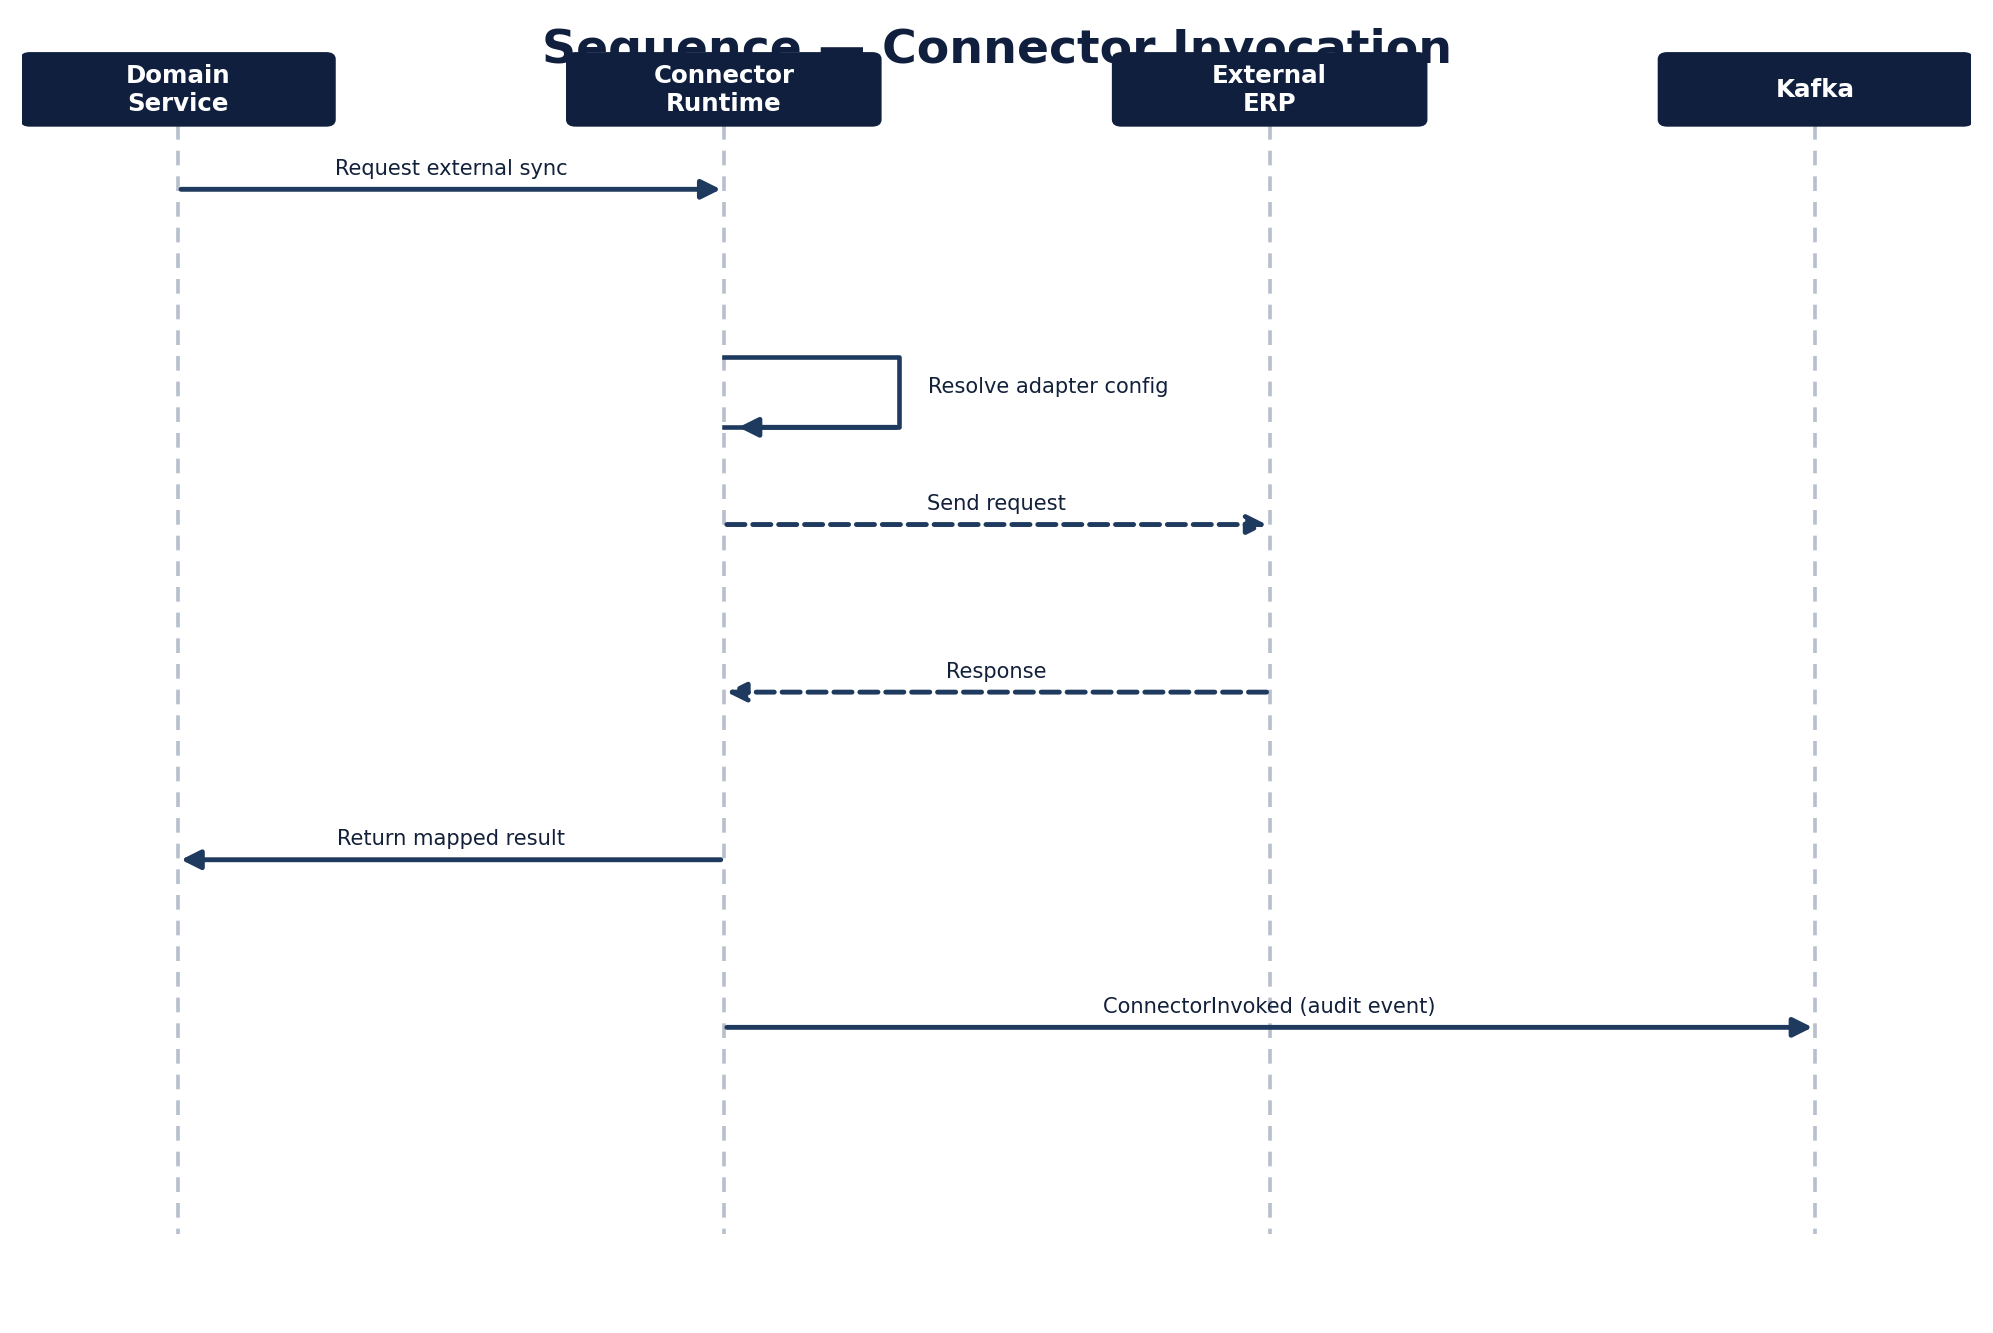 Sequence — Connector Invocation
Domain
Service
Connector
Runtime
External
ERP
Kafka
Request external sync
Resolve adapter config
Send request
Response
Return mapped result
ConnectorInvoked (audit event)